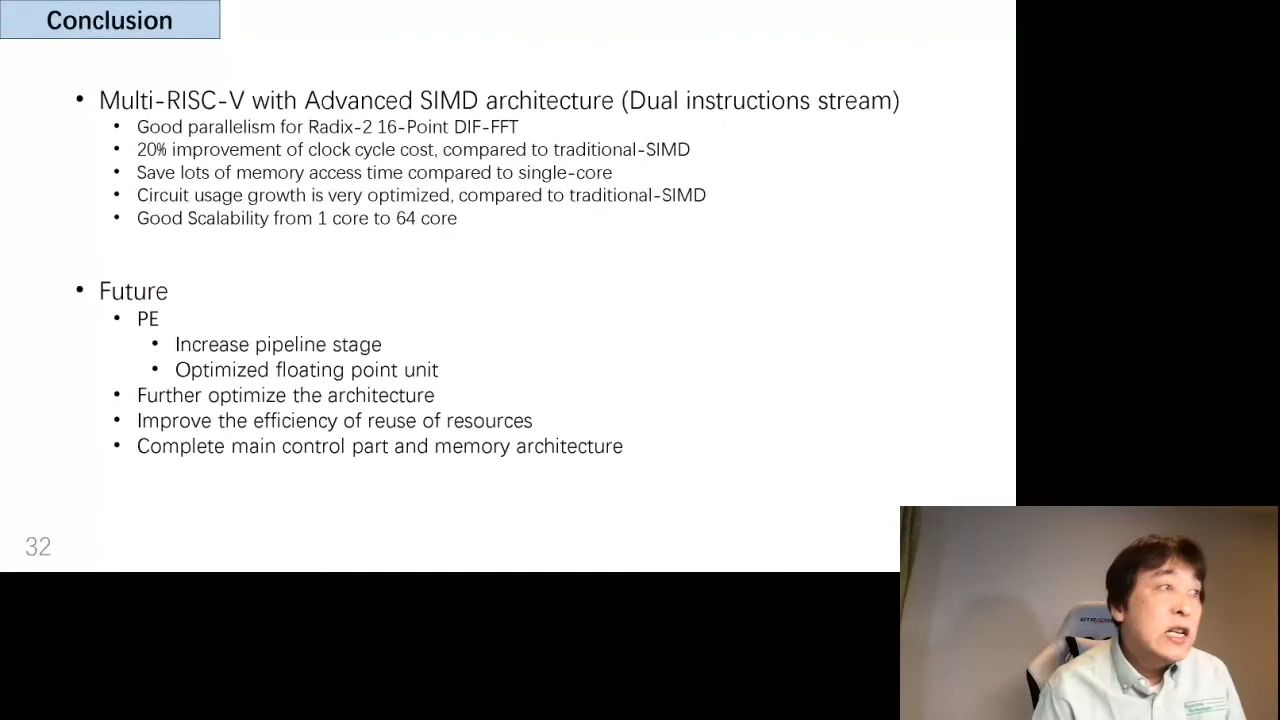 Conclusion
• Multi-RISC-V with Advanced SIMD architecture (Dual instructions stream)
• Good parallelism for Radix-2 16-Point DIF-FFT
• 20% improvement of clock cycle cost, compared to traditional-SIMD
• Save lots of memory access time compared to single-core
• Circuit usage growth is very optimized, compared to traditional-SIMD
• Good Scalability from 1 core to 64 core
• Future
• PE
• Increase pipeline stage
• Optimized floating point unit
• Further optimize the architecture
• Improve the efficiency of reuse of resources
• Complete main control part and memory architecture
32